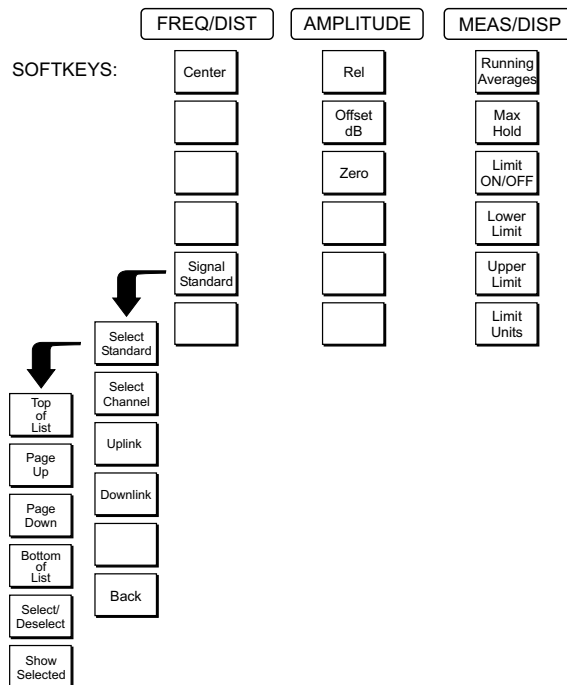 FREQ/DIST
AMPLITUDE
MEAS/DISP
SOFTKEYS:
Center
Signal
Standard
Rel
Offset
dB
Zero
Running
Averages
Max
Hold
Limit
ON/OFF
Lower
Limit
Upper
Limit
Limit
Units
Select
Standard
Select
Channel
Uplink
Downlink
Back
Top
of
List
Page
Up
Page
Down
Bottom
of
List
Select/
Deselect
Show
Selected